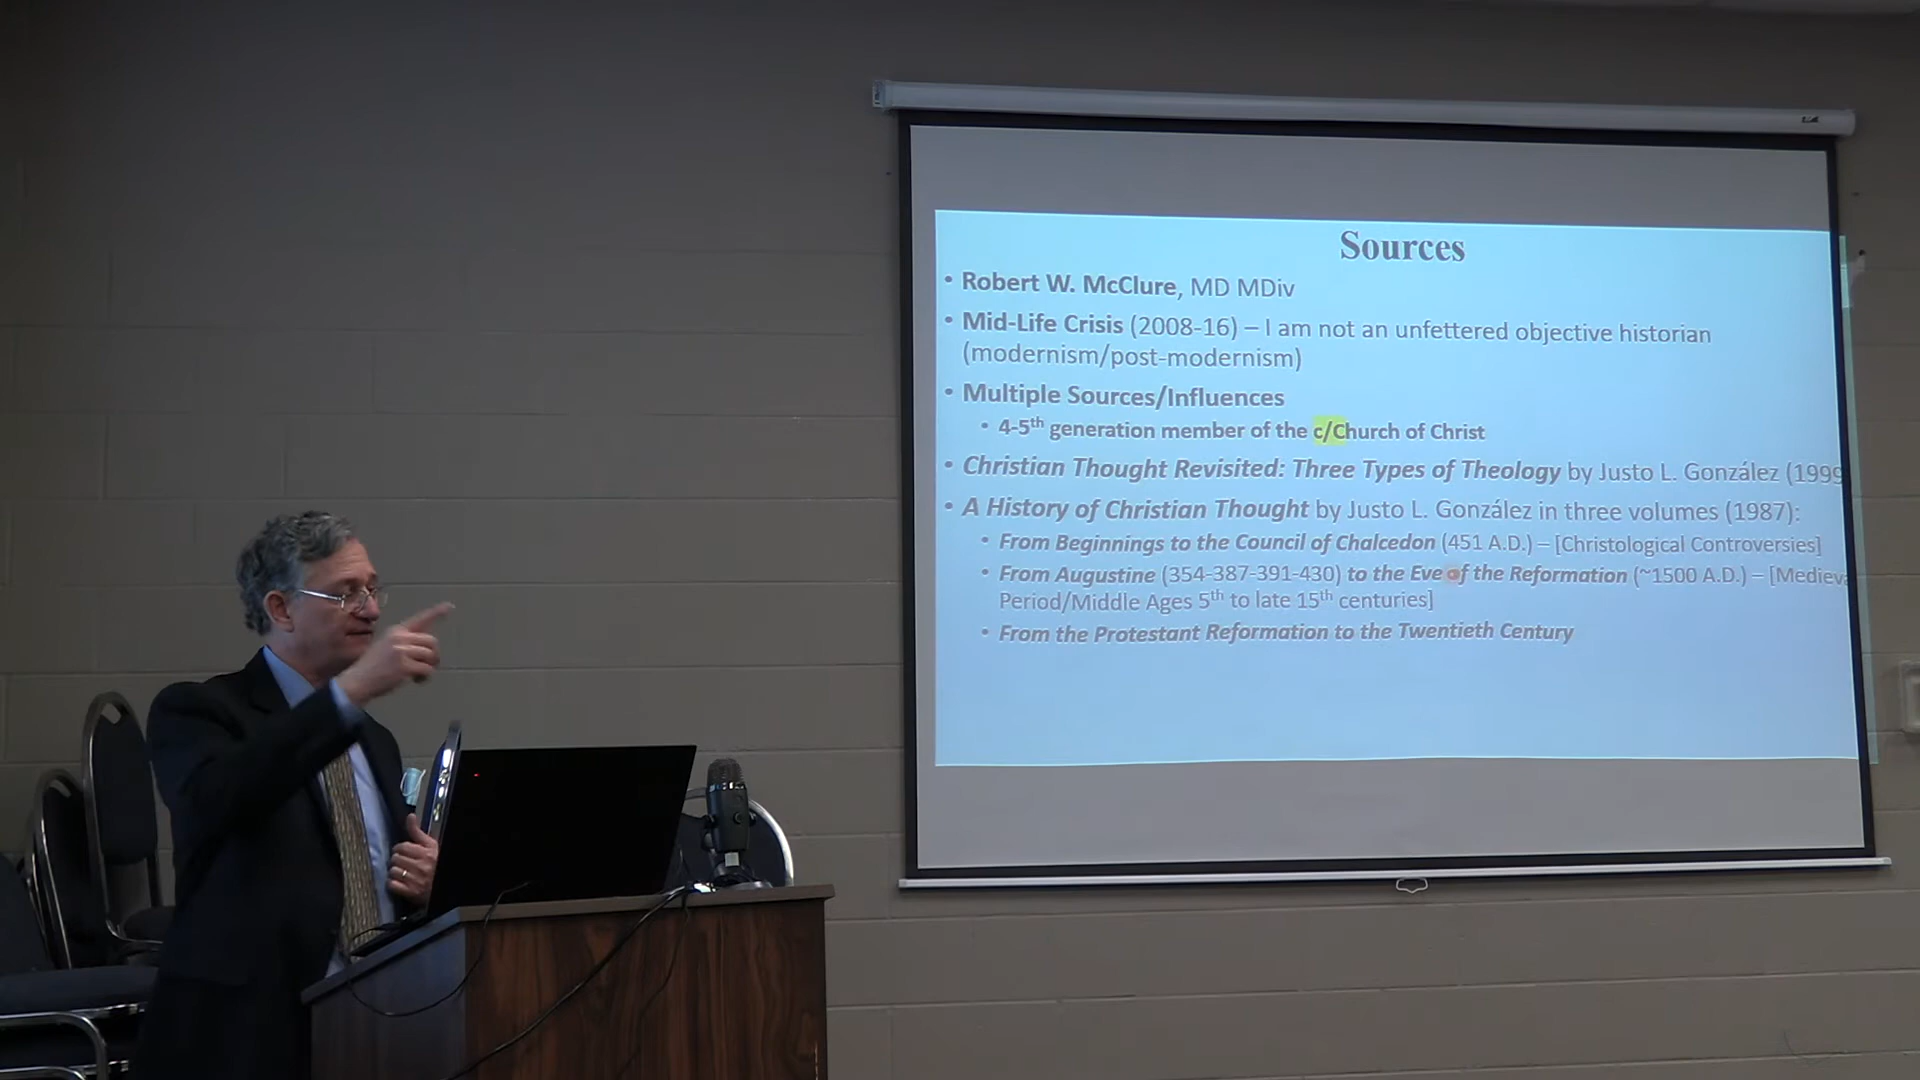 Sources
• Robert W. McClure, MD MDiv
• Mid-Life Crisis (2008-16) – I am not an unfettered objective historian
(modernism/post-modernism)
• Multiple Sources/Influences
• 4-5th generation member of the c/Church of Christ
• Christian Thought Revisited: Three Types of Theology by Justo L. González (1999
• A History of Christian Thought by Justo L. González in three volumes (1987):
• From Beginnings to the Council of Chalcedon (451 A.D.) – [Christological Controversies]
• From Augustine (354-387-391-430) to the Eve of the Reformation (~1500 A.D.) – [Medieva
Period/Middle Ages 5th to late 15th centuries]
• From the Protestant Reformation to the Twentieth Century